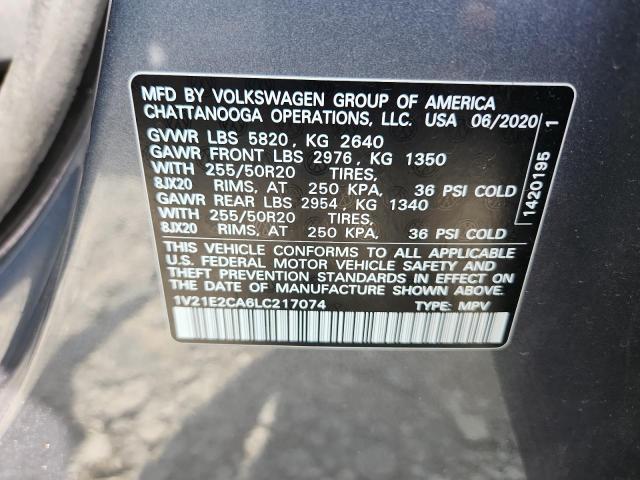 MFD BY VOLKSWAGEN GROUP OF AMERICA
CHATTANOOGA OPERATIONS, LLC. USA 06/2020
GVWR LBS 5820, KG 2640
GAWR FRONT LBS 2976, KG 1350
WITH 255/50R20 TIRES,
8JX20 RIMS, AT 250 KPA, 36 PSI COLD
GAWR REAR LBS 2954, KG 1340
WITH 255/50R20 TIRES,
8JX20 RIMS, AT 250 KPA, 36 PSI COLD
THIS VEHICLE CONFORMS TO ALL APPLICABLE
U.S. FEDERAL MOTOR VEHICLE SAFETY AND
THEFT PREVENTION STANDARDS IN EFFECT ON
THE DATE OF MANUFACTURE SHOWN ABOVE.
1V21E2CA6LC217074 TYPE: MPV
1420195 1